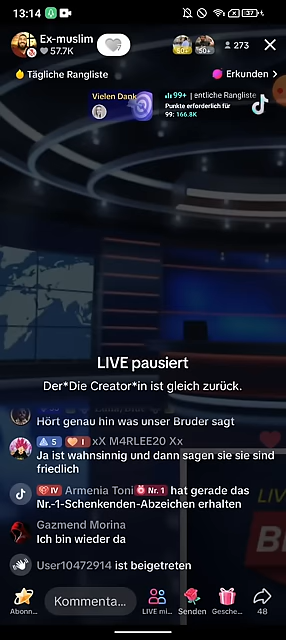 13:14
37
Ex-muslim
57.7K
50+
273
Tägliche Rangliste
Erkunden >
Vielen Dank
99+ | entliche Rangliste
Punkte erforderlich für
99: 166.8K
LIVE pausiert
Der*Die Creator*in ist gleich zurück.
Hört genau hin was unser Bruder sagt
5 1 xX M4RLEE20 Xx
Ja ist wahnsinnig und dann sagen sie sie sind
friedlich
IV Armenia Toni Nr. 1 hat gerade das
Nr.-1-Schenkenden-Abzeichen erhalten
Gazmend Morina
Ich bin wieder da
User10472914 ist beigetreten
LIV
Abonn...
Kommenta...
LIVE mi...
Senden
Gesche...
48